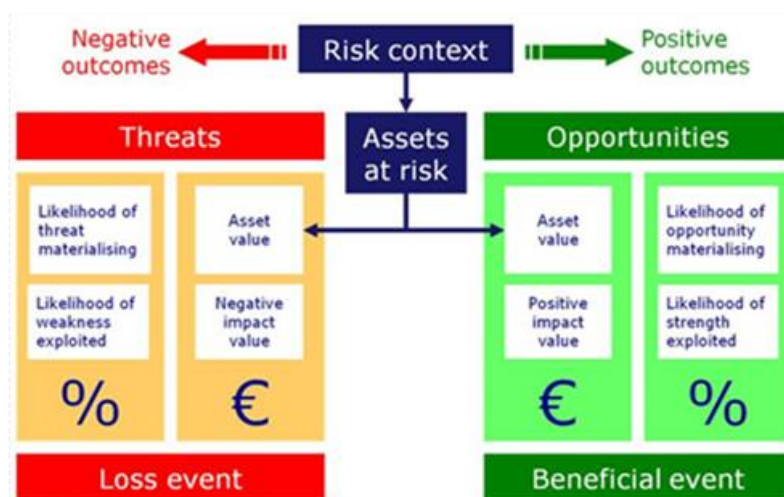 Negative
outcomes
Risk context
Positive
outcomes
Threats
Assets
at risk
Opportunities
Likelihood of
threat
materialising
Asset
value
Asset
value
Likelihood of
opportunity
materialising
Likelihood of
weakness
exploited
Negative
impact
value
Positive
impact
value
Likelihood of
strength
exploited
%
€
€
%
Loss event
Beneficial event